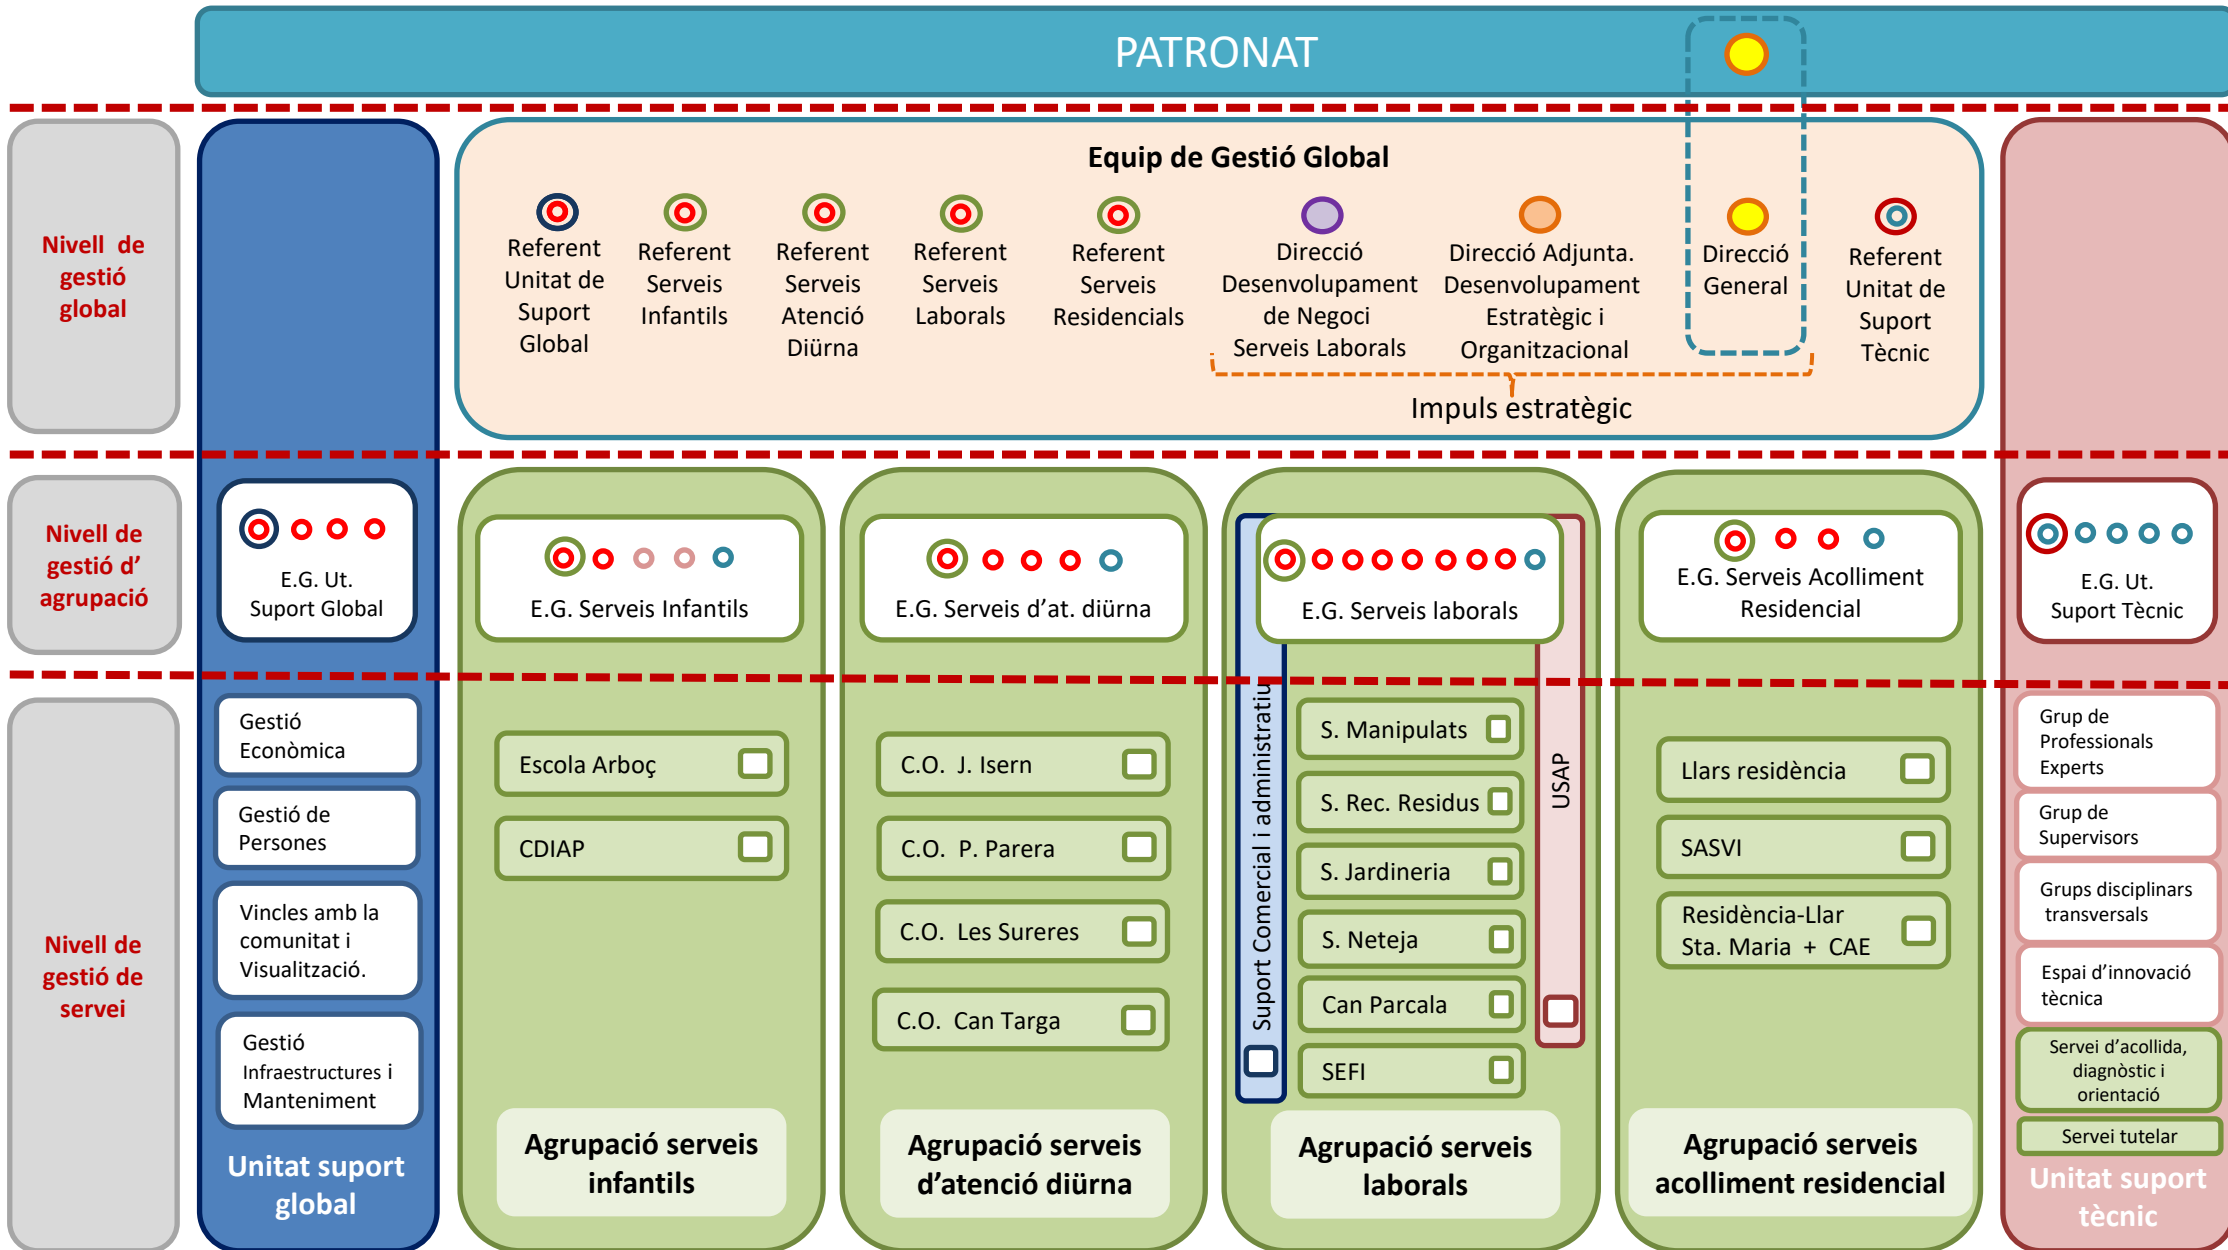 PATRONAT
Nivell de
gestió
global
Equip de Gestió Global
Referent
Unitat de
Suport
Global
Referent
Serveis
Infantils
Referent
Serveis
Atenció
Diürna
Referent
Serveis
Laborals
Referent
Serveis
Residencials
Direcció
Desenvolupament
de Negoci
Serveis Laborals
Direcció Adjunta.
Desenvolupament
Estratègic i
Organitzacional
Direcció
General
Referent
Unitat de
Suport
Tècnic
Impuls estratègic
Nivell de
gestió d’
agrupació
E.G. Ut.
Suport Global
E.G. Serveis Infantils
E.G. Serveis d’at. diürna
E.G. Serveis laborals
E.G. Serveis Acolliment
Residencial
E.G. Ut.
Suport Tècnic
Nivell de
gestió de
servei
Gestió
Econòmica
Gestió de
Persones
Vincles amb la
comunitat i
Visualització.
Gestió
Infraestructures i
Manteniment
Unitat suport
global
Escola Arboç
CDIAP
Agrupació serveis
infantils
C.O. J. Isern
C.O. P. Parera
C.O. Les Sureres
C.O. Can Targa
Agrupació serveis
d’atenció diürna
Suport Comercial i administratiu
S. Manipulats
S. Rec. Residus
S. Jardineria
S. Neteja
Can Parcala
SEFI
USAP
Agrupació serveis
laborals
Llars residència
SASVI
Residència-Llar
Sta. Maria + CAE
Agrupació serveis
acolliment residencial
Grup de
Professionals
Experts
Grup de
Supervisors
Grups disciplinars
transversals
Espai d’innovació
tècnica
Servei d’acollida,
diagnòstic i
orientació
Servei tutelar
Unitat suport
tècnic